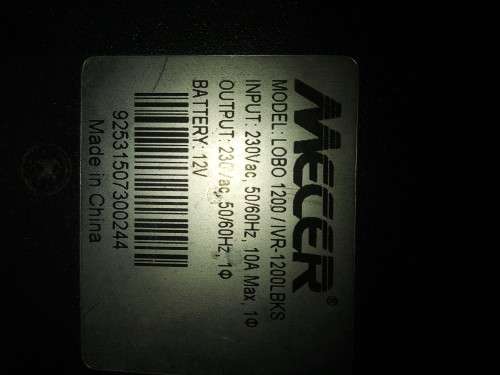 MECER®
MODEL: LOBO 1200 / IVR-1200LBKS
INPUT: 230Vac, 50/60Hz, 10A Max, 1Φ
OUTPUT: 230Vac, 50/60Hz, 1Φ
BATTERY: 12V
92531507300244
Made in China